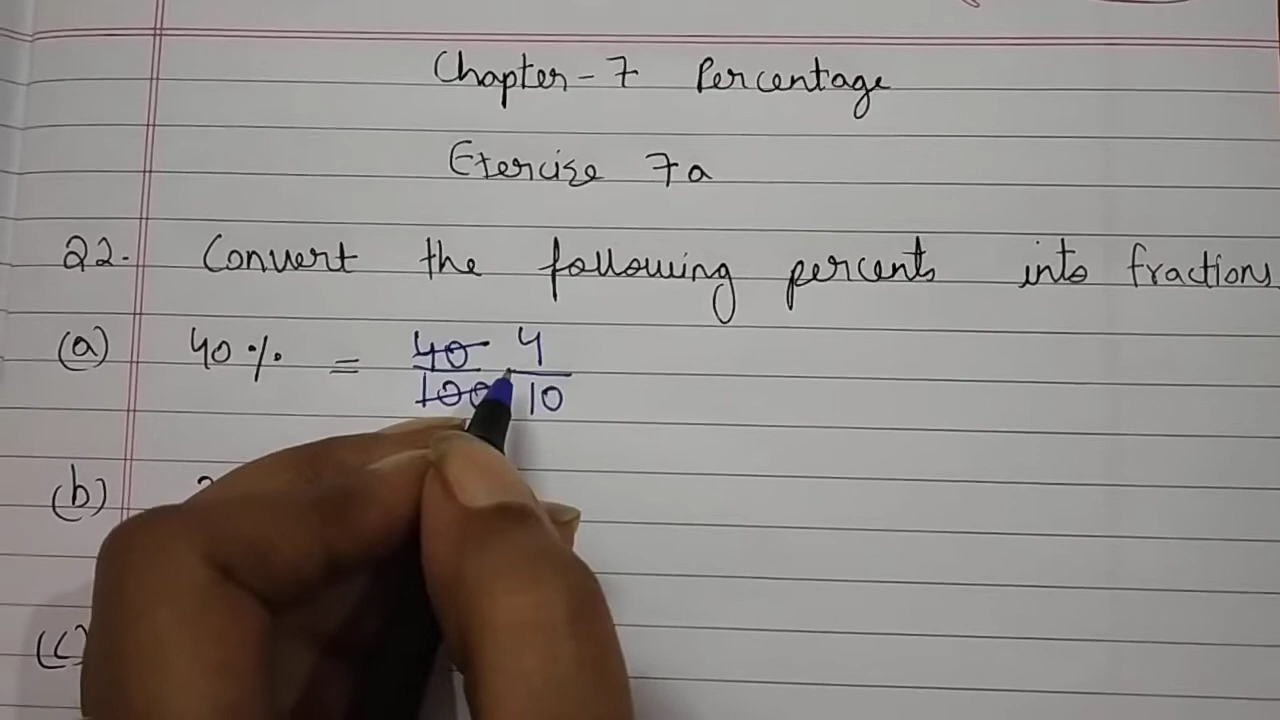 Chapter-7 Percentage
Exercise 7a
22. Convert the following percents into fractions
(a) 40% = 40/100 4/10
(b)
(c)